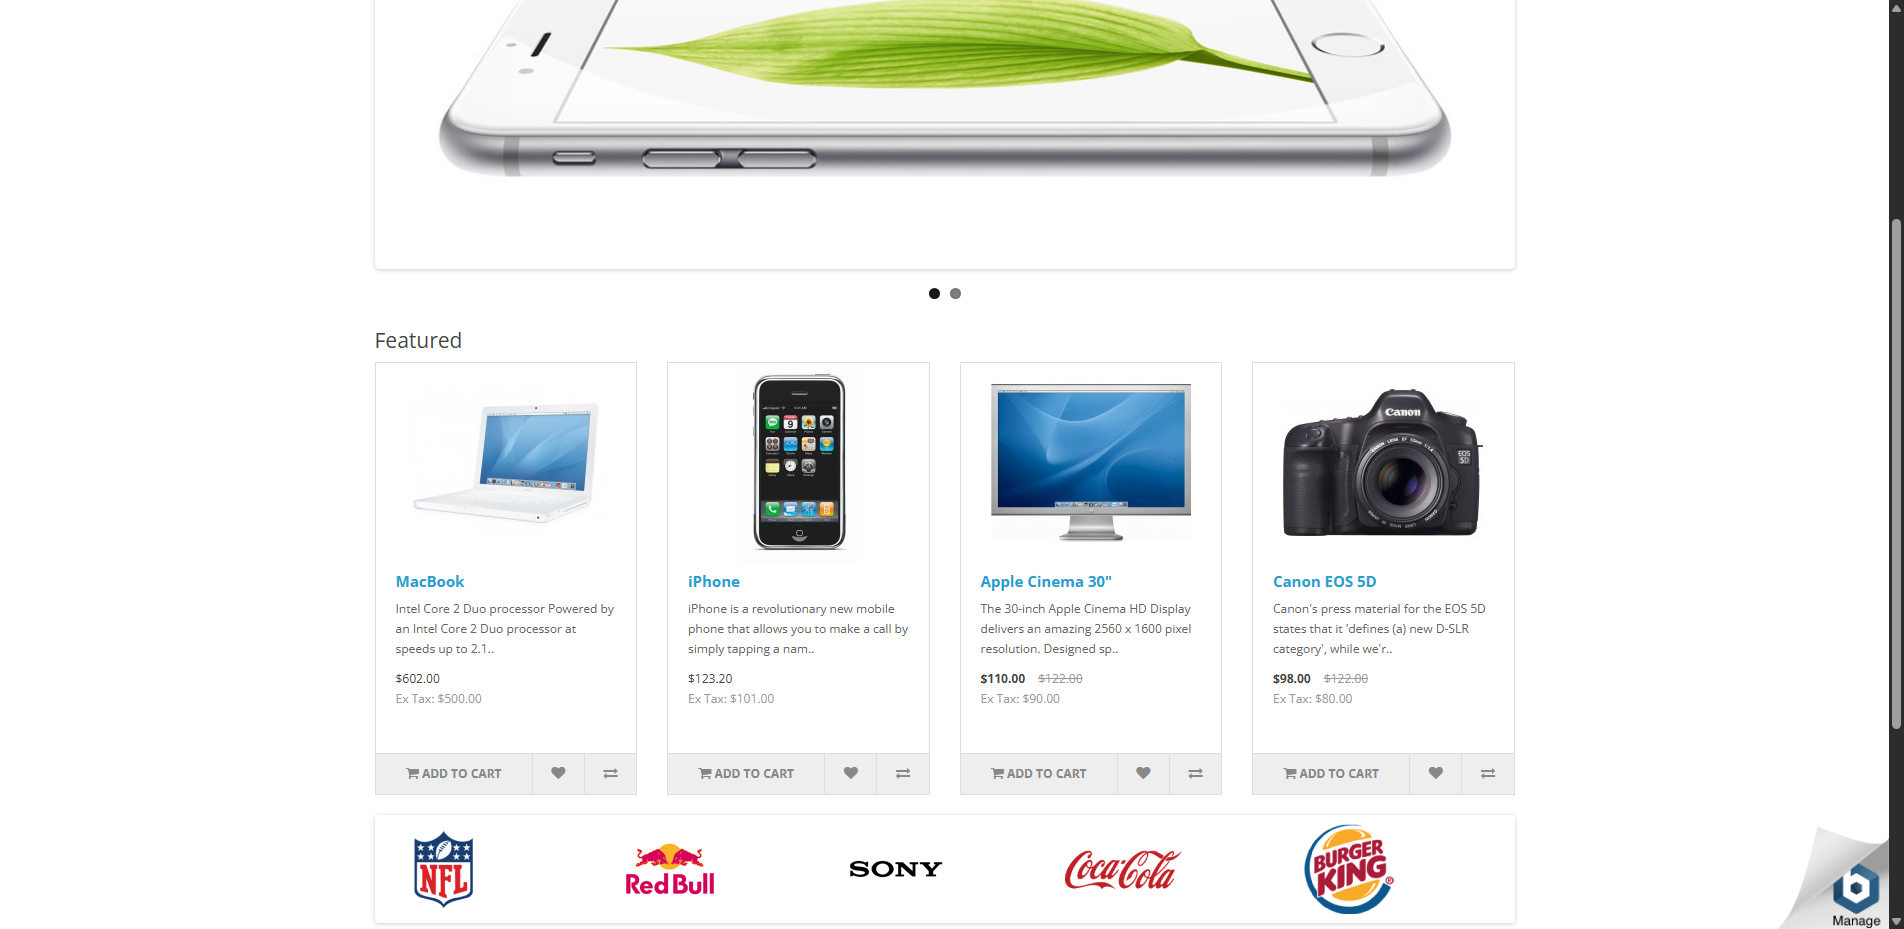 Featured
Canon
EOS
5D
MacBook
Intel Core 2 Duo processor Powered by
an Intel Core 2 Duo processor at
speeds up to 2.1..
$602.00
Ex Tax: $500.00
ADD TO CART
iPhone
iPhone is a revolutionary new mobile
phone that allows you to make a call by
simply tapping a nam..
$123.20
Ex Tax: $101.00
ADD TO CART
Apple Cinema 30"
The 30-inch Apple Cinema HD Display
delivers an amazing 2560 x 1600 pixel
resolution. Designed sp..
$110.00 $122.00
Ex Tax: $90.00
ADD TO CART
Canon EOS 5D
Canon's press material for the EOS 5D
states that it 'defines (a) new D-SLR
category', while we'r..
$98.00 $122.00
Ex Tax: $80.00
ADD TO CART
NFL
Red Bull
SONY
Coca-Cola
BURGER
KING®
b
Manage